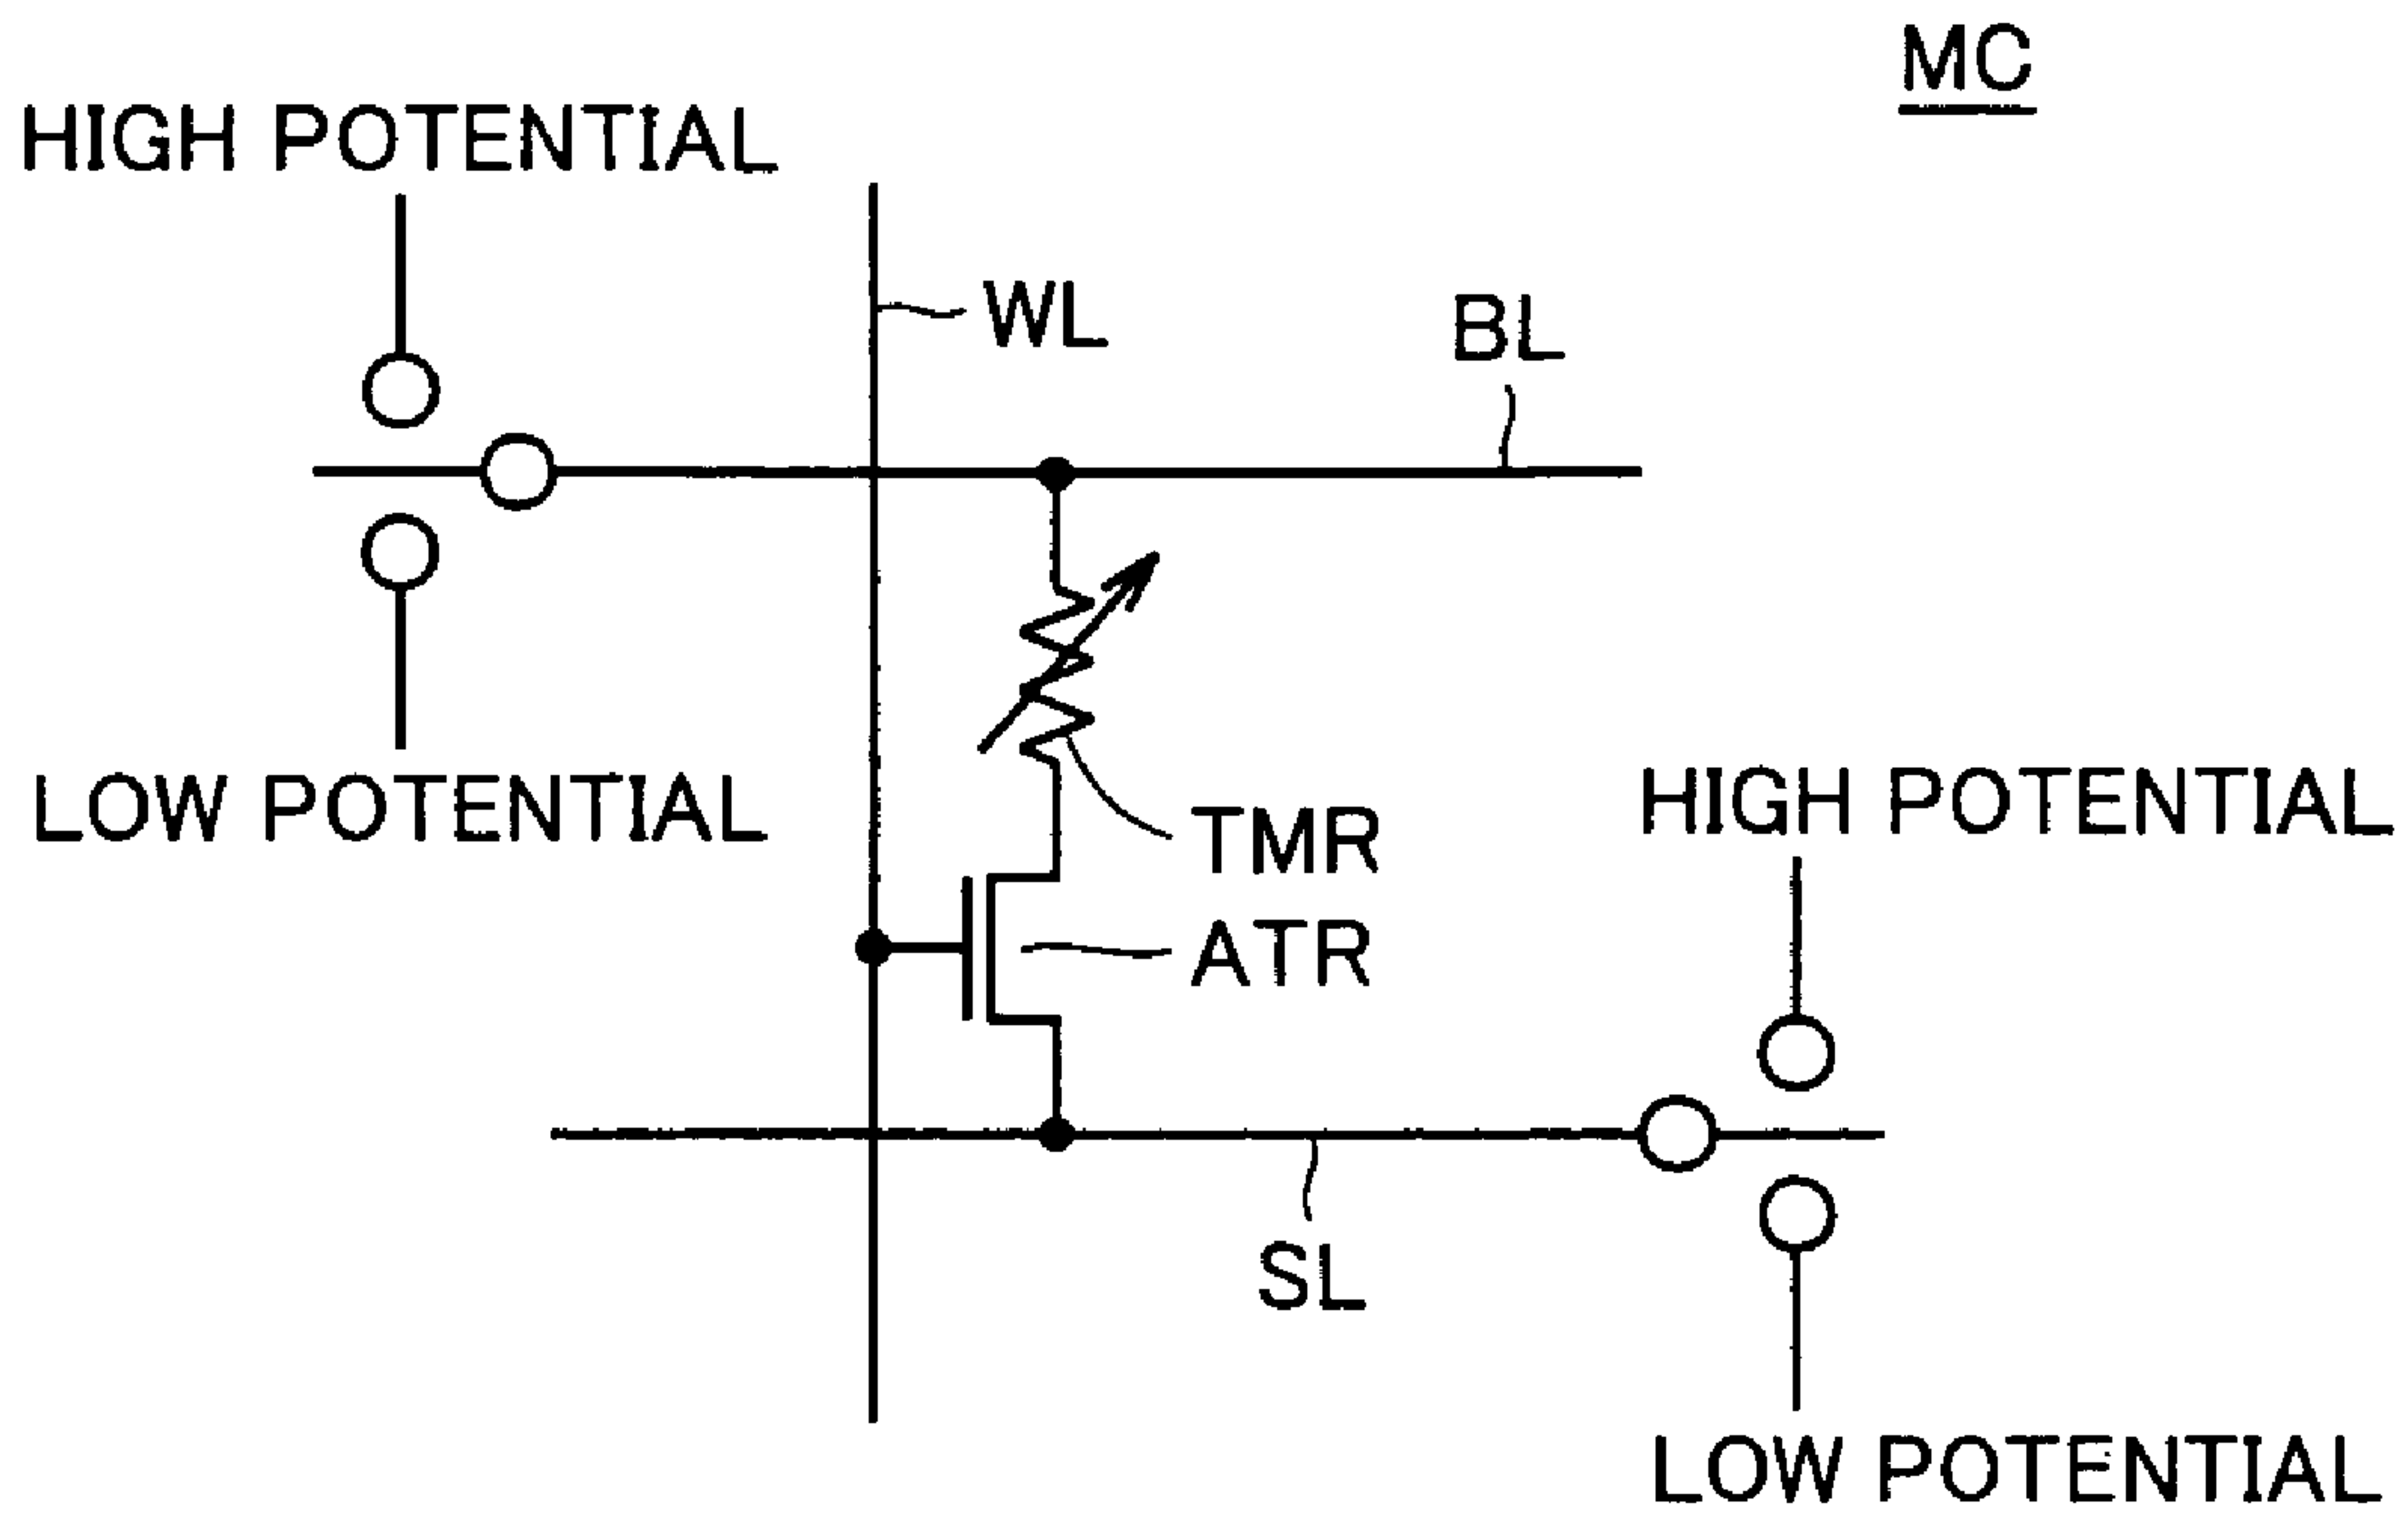 MC
HIGH POTENTIAL
WL
BL
LOW POTENTIAL
TMR
HIGH POTENTIAL
ATR
SL
LOW POTENTIAL